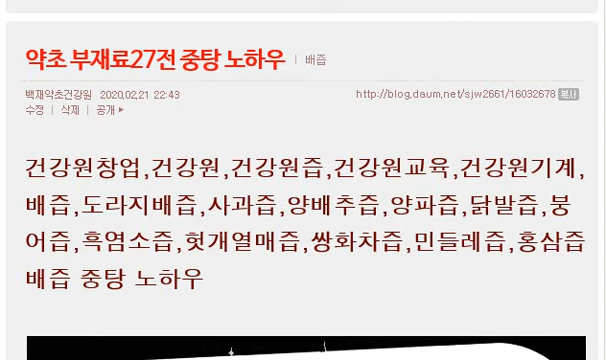 약초 부재료27전 중탕 노하우 | 배즙
백재약초건강원 2020.02.21 22:43 http://blog.daum.net/sjw2661/16032678 복사
수정 | 삭제 | 공개 ▸
건강원창업,건강원,건강원즙,건강원교육,건강원기계,
배즙,도라지배즙,사과즙,양배추즙,양파즙,닭발즙,붕
어즙,흑염소즙,헛개열매즙,쌍화차즙,민들레즙,홍삼즙
배즙 중탕 노하우